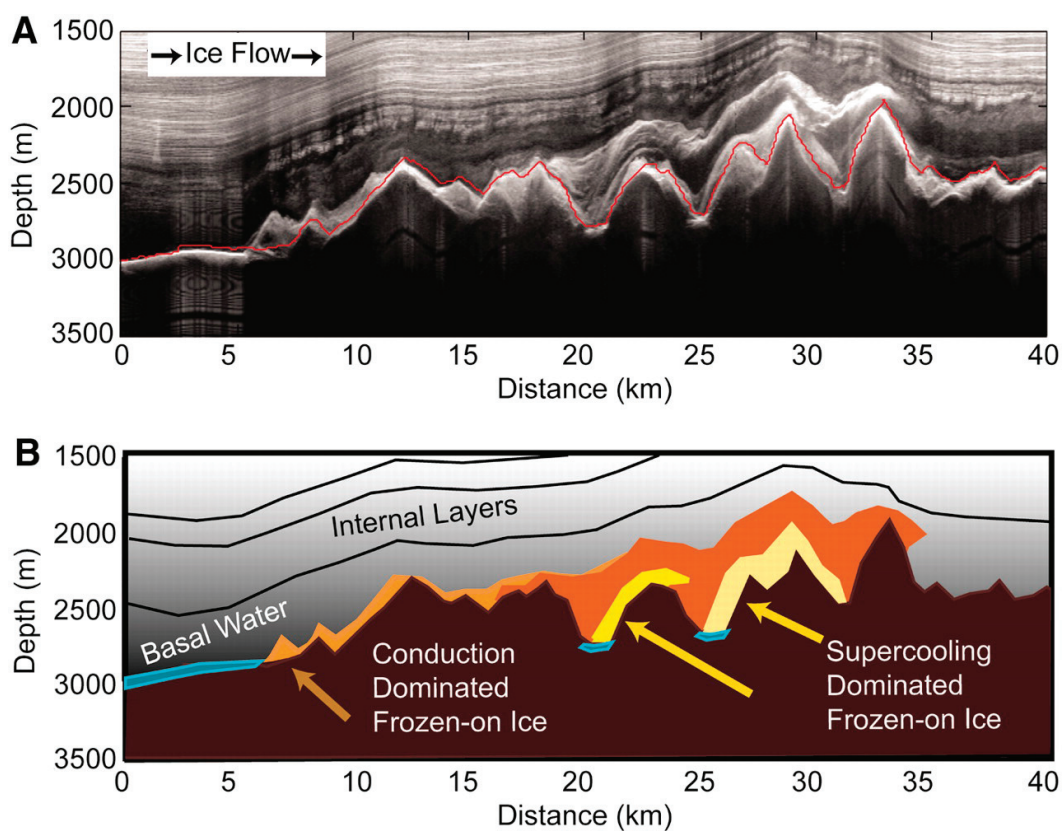 A
→Ice Flow→
1500
2000
2500
3000
3500
Depth (m)
0 5 10 15 20 25 30 35 40
Distance (km)
B
1500
2000
2500
3000
3500
Depth (m)
Internal Layers
Basal Water
Conduction
Dominated
Frozen-on Ice
Supercooling
Dominated
Frozen-on Ice
0 5 10 15 20 25 30 35 40
Distance (km)